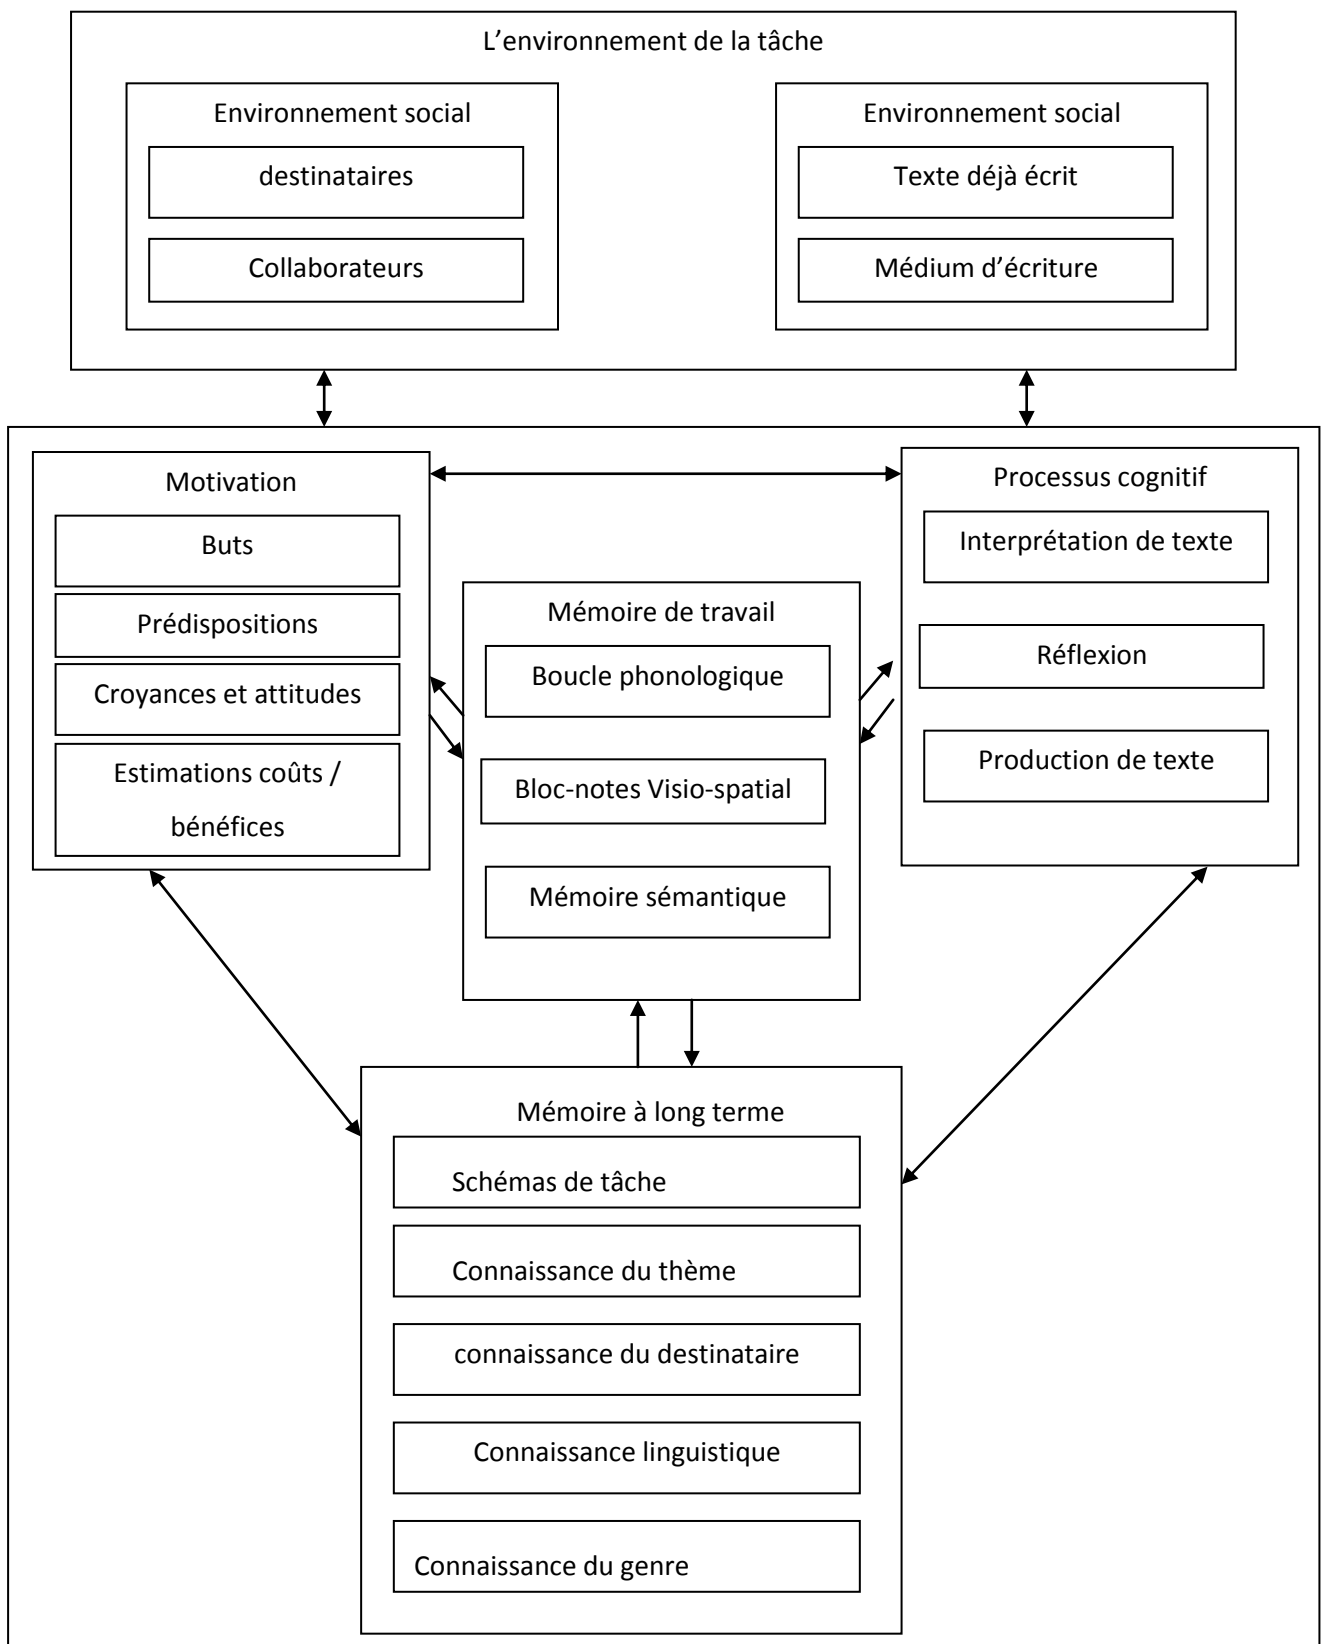 L’environnement de la tâche
Environnement social
destinataires
Collaborateurs
Environnement social
Texte déjà écrit
Médium d’écriture
Motivation
Buts
Prédispositions
Croyances et attitudes
Estimations coûts /
bénéfices
Mémoire de travail
Boucle phonologique
Bloc-notes Visio-spatial
Mémoire sémantique
Processus cognitif
Interprétation de texte
Réflexion
Production de texte
Mémoire à long terme
Schémas de tâche
Connaissance du thème
connaissance du destinataire
Connaissance linguistique
Connaissance du genre